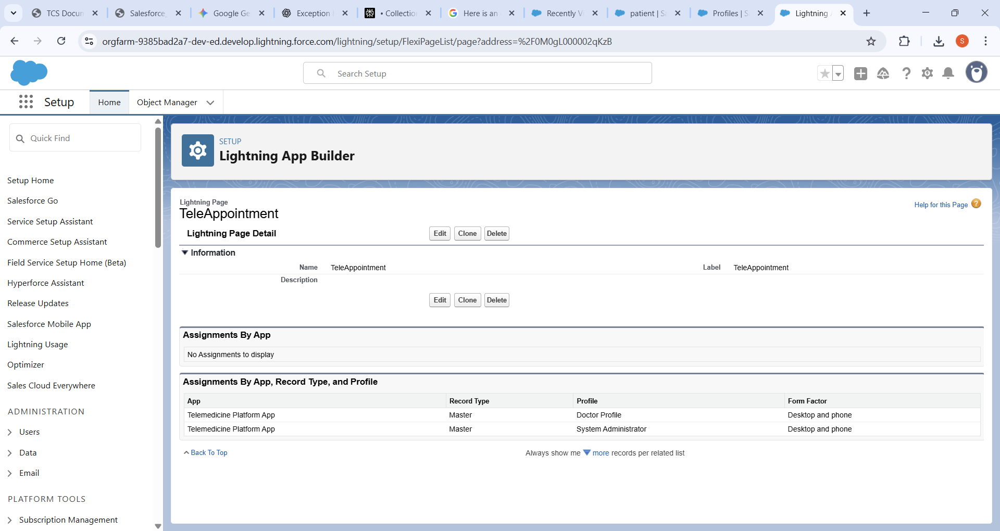 TCS Docun
Salesforce_
Google Ge
Exception
• Collectio
Here is an
Recently V
patient | Sa
Profiles | S
Lightning
orgfarm-9385bad2a7-dev-ed.develop.lightning.force.com/lightning/setup/FlexiPageList/page?address=%2F0M0gL000002qKzB
S
Search Setup
Setup
Home
Object Manager
Quick Find
Setup Home
Salesforce Go
Service Setup Assistant
Commerce Setup Assistant
Field Service Setup Home (Beta)
Hyperforce Assistant
Release Updates
Salesforce Mobile App
Lightning Usage
Optimizer
Sales Cloud Everywhere
ADMINISTRATION
Users
Data
Email
PLATFORM TOOLS
Subscription Management
SETUP
Lightning App Builder
Lightning Page
TeleAppointment
Help for this Page ?
Lightning Page Detail
Edit Clone Delete
Information
Name TeleAppointment Label TeleAppointment
Description
Edit Clone Delete
Assignments By App
No Assignments to display
Assignments By App, Record Type, and Profile
App Record Type Profile Form Factor
Telemedicine Platform App Master Doctor Profile Desktop and phone
Telemedicine Platform App Master System Administrator Desktop and phone
Back To Top
Always show me more records per related list